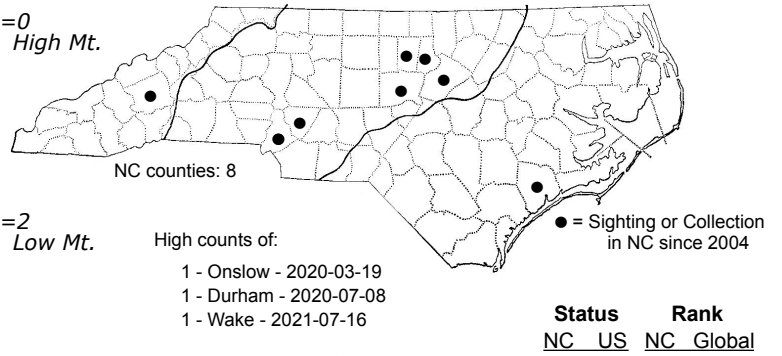 =0
High Mt.
NC counties: 8
=2
Low Mt.
High counts of:
1 - Onslow - 2020-03-19
1 - Durham - 2020-07-08
1 - Wake - 2021-07-16
● = Sighting or Collection
in NC since 2004
Status Rank
NC US NC Global